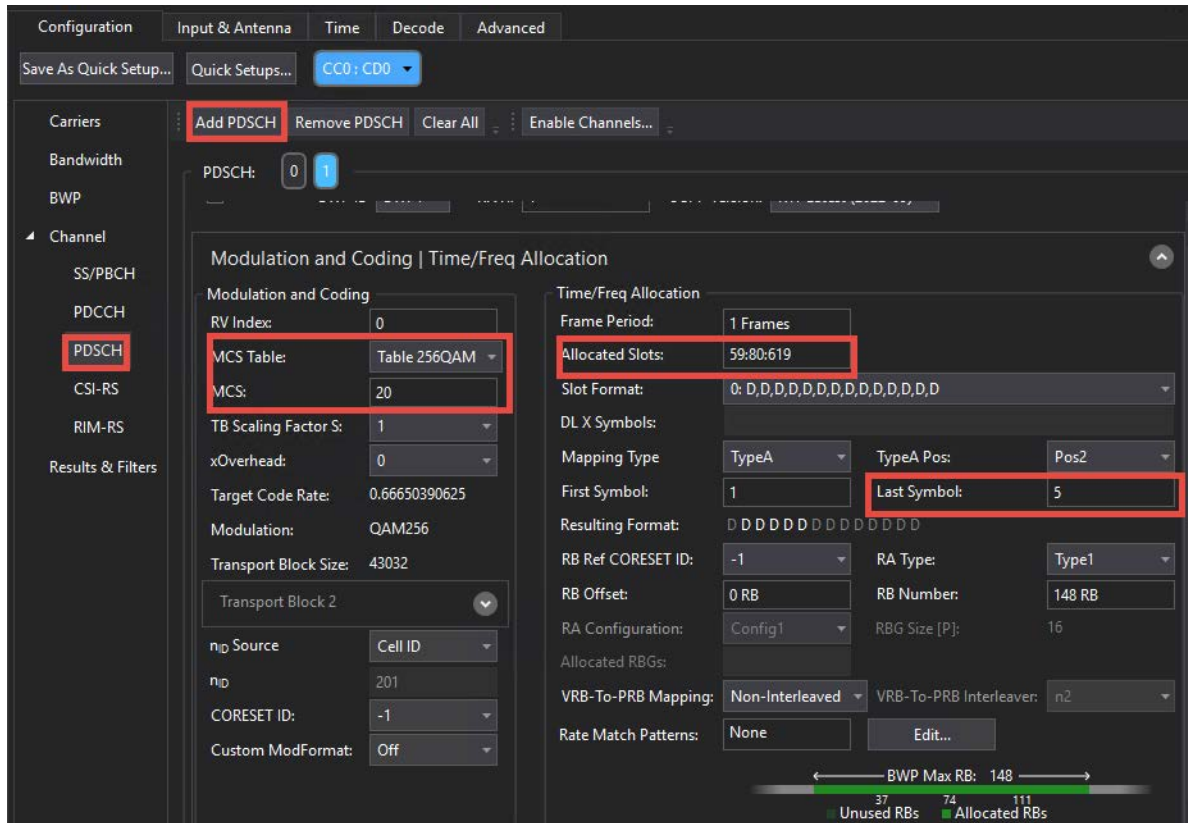 Configuration Input & Antenna Time Decode Advanced
Save As Quick Setup... Quick Setups... CC0 : CD0
Carriers
Bandwidth
BWP
Channel
SS/PBCH
PDCCH
PDSCH
CSI-RS
RIM-RS
Results & Filters
Add PDSCH Remove PDSCH Clear All Enable Channels...
PDSCH: 0 1
Modulation and Coding | Time/Freq Allocation
Modulation and Coding
RV Index: 0
MCS Table: Table 256QAM
MCS: 20
TB Scaling Factor S: 1
xOverhead: 0
Target Code Rate: 0.66650390625
Modulation: QAM256
Transport Block Size: 43032
Transport Block 2
nID Source Cell ID
nID 201
CORESET ID: -1
Custom ModFormat: Off
Time/Freq Allocation
Frame Period: 1 Frames
Allocated Slots: 59:80:619
Slot Format: 0: D,D,D,D,D,D,D,D,D,D,D,D,D,D
DL X Symbols:
Mapping Type TypeA TypeA Pos: Pos2
First Symbol: 1 Last Symbol: 5
Resulting Format: D D D D D D D D D D D D D D
RB Ref CORESET ID: -1 RA Type: Type1
RB Offset: 0 RB RB Number: 148 RB
RA Configuration: Config1 RBG Size [P]: 16
Allocated RBGs:
VRB-To-PRB Mapping: Non-Interleaved VRB-To-PRB Interleaver: n2
Rate Match Patterns: None Edit...
BWP Max RB: 148
37 74 111
Unused RBs Allocated RBs